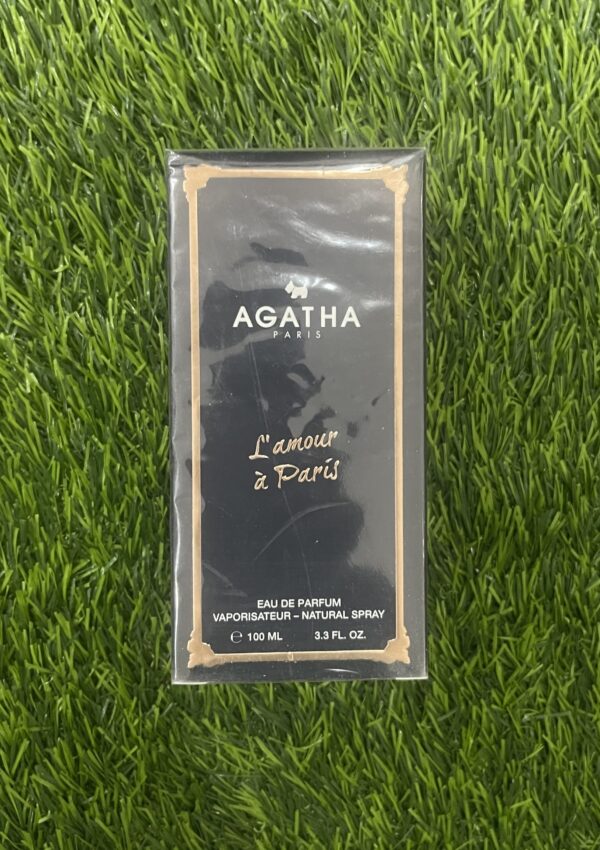 AGATHA
PARIS
L'amour
à Paris
EAU DE PARFUM
VAPORISATEUR – NATURAL SPRAY
℮ 100 ML 3.3 FL. OZ.